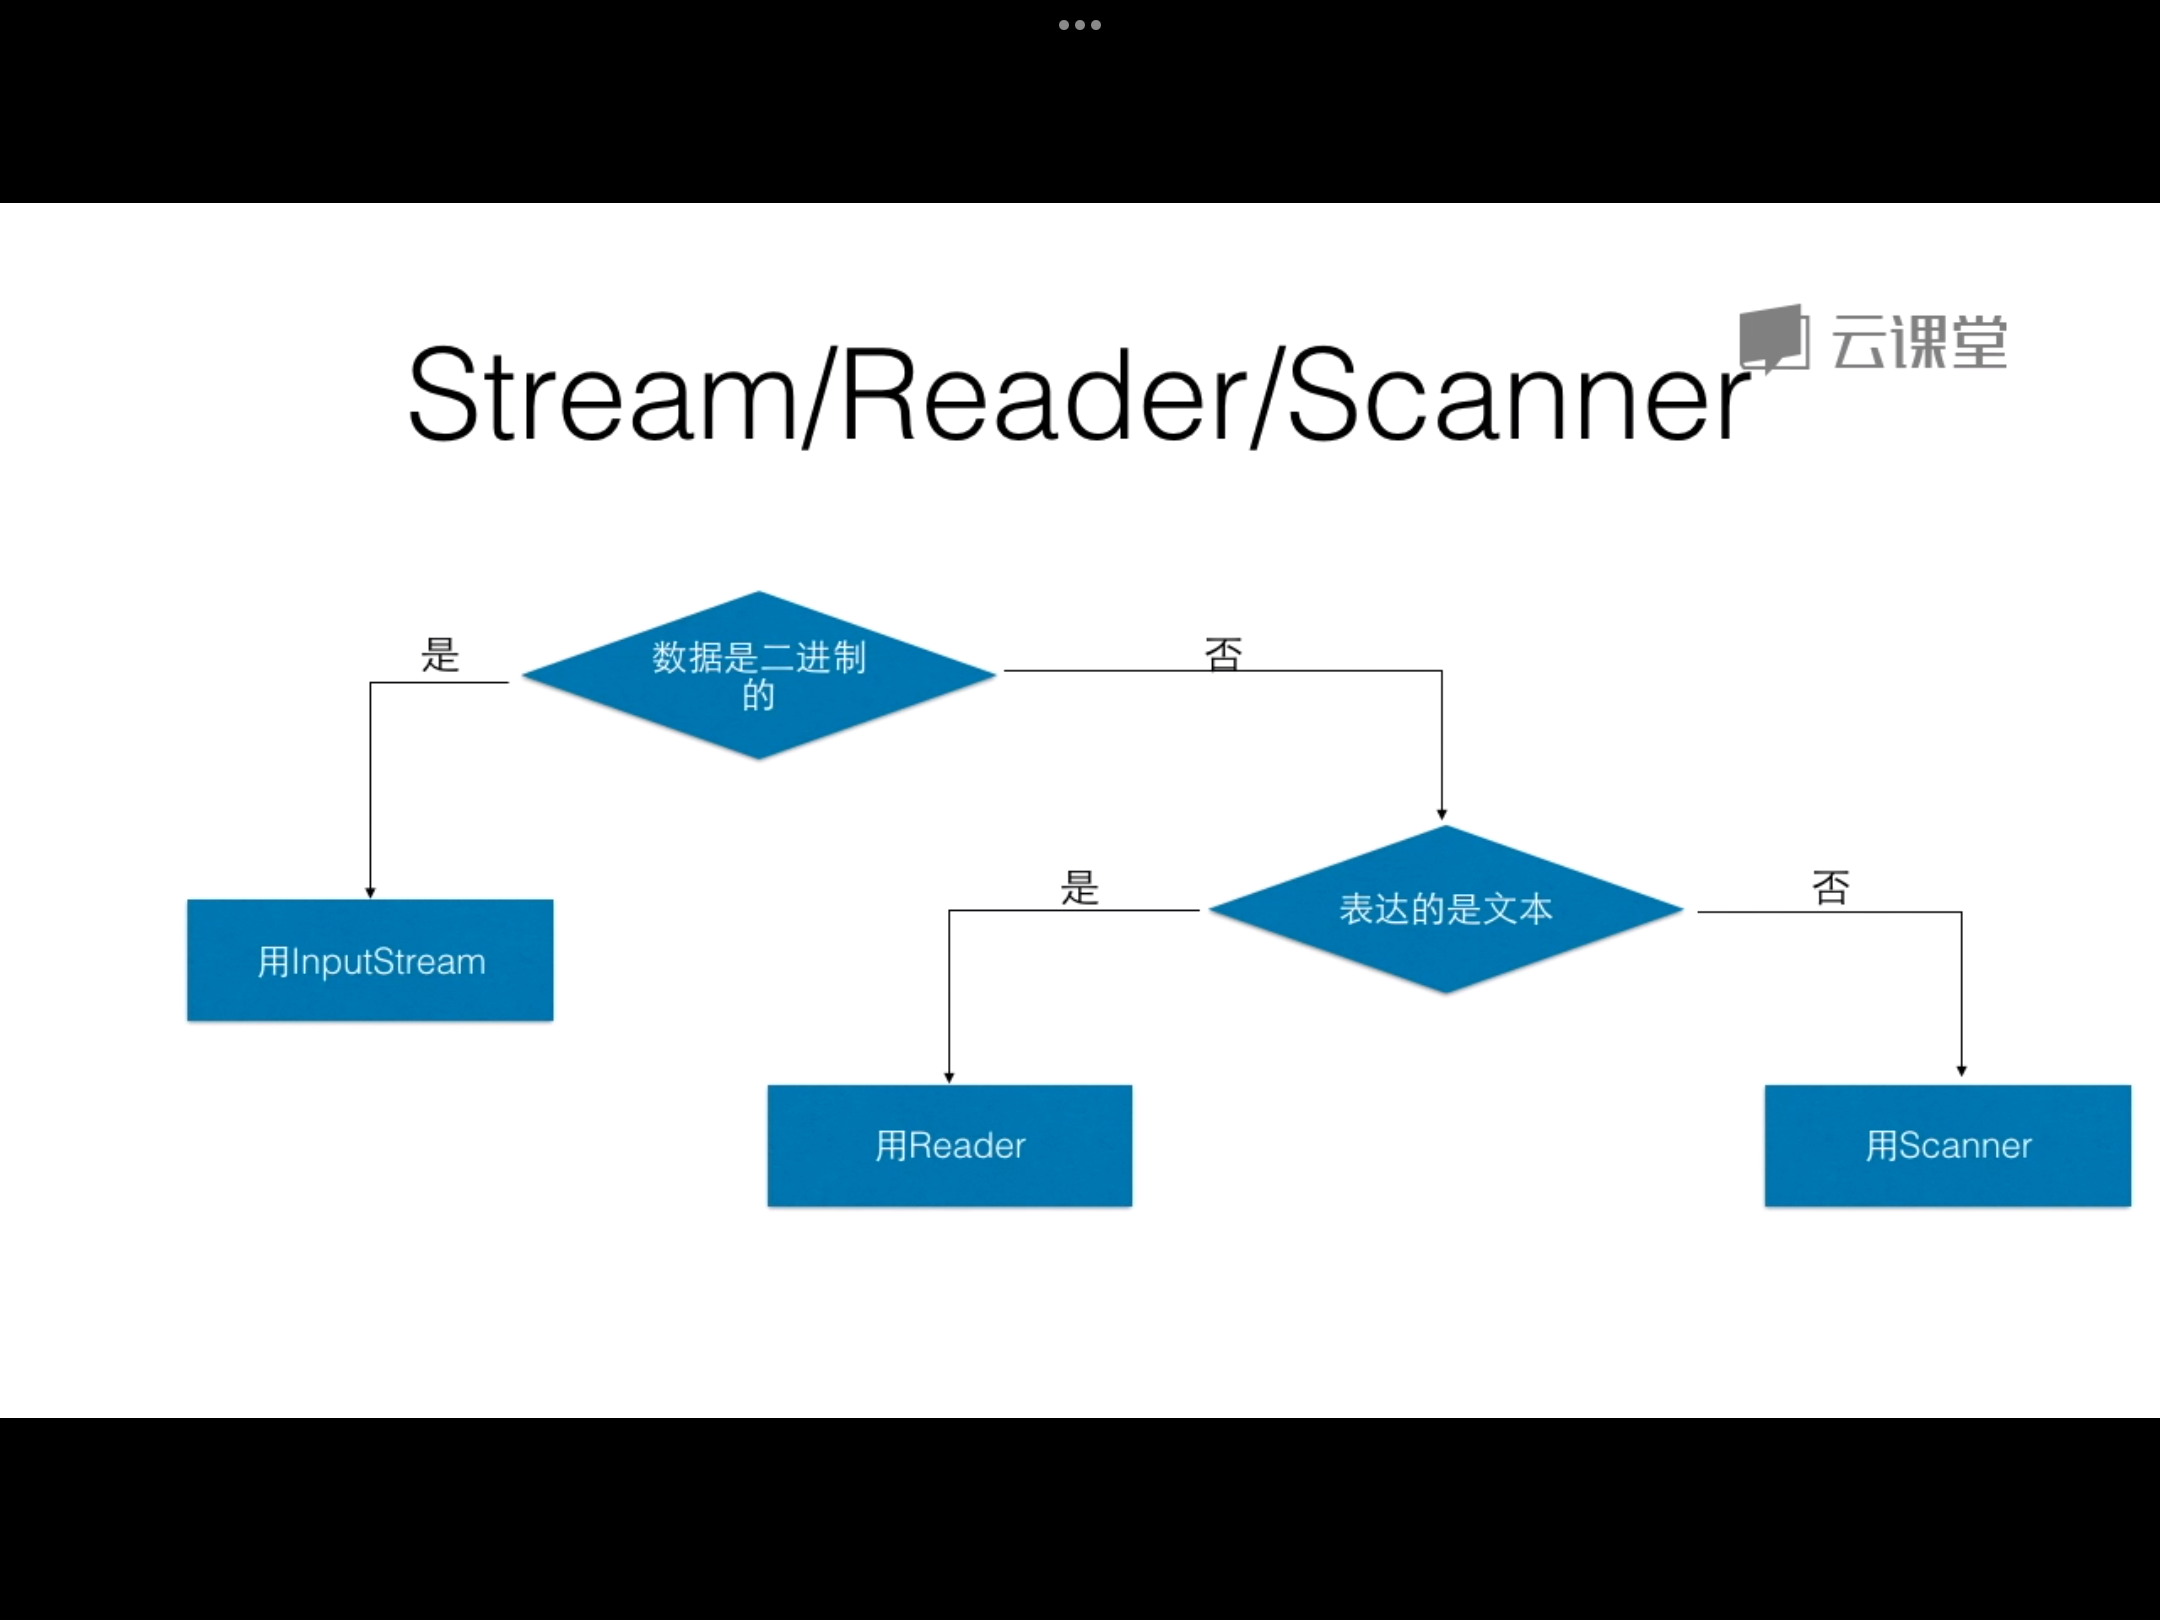 云课堂
Stream/Reader/Scanner
是
数据是二进制
的
否
是
表达的是文本
否
用InputStream
用Reader
用Scanner